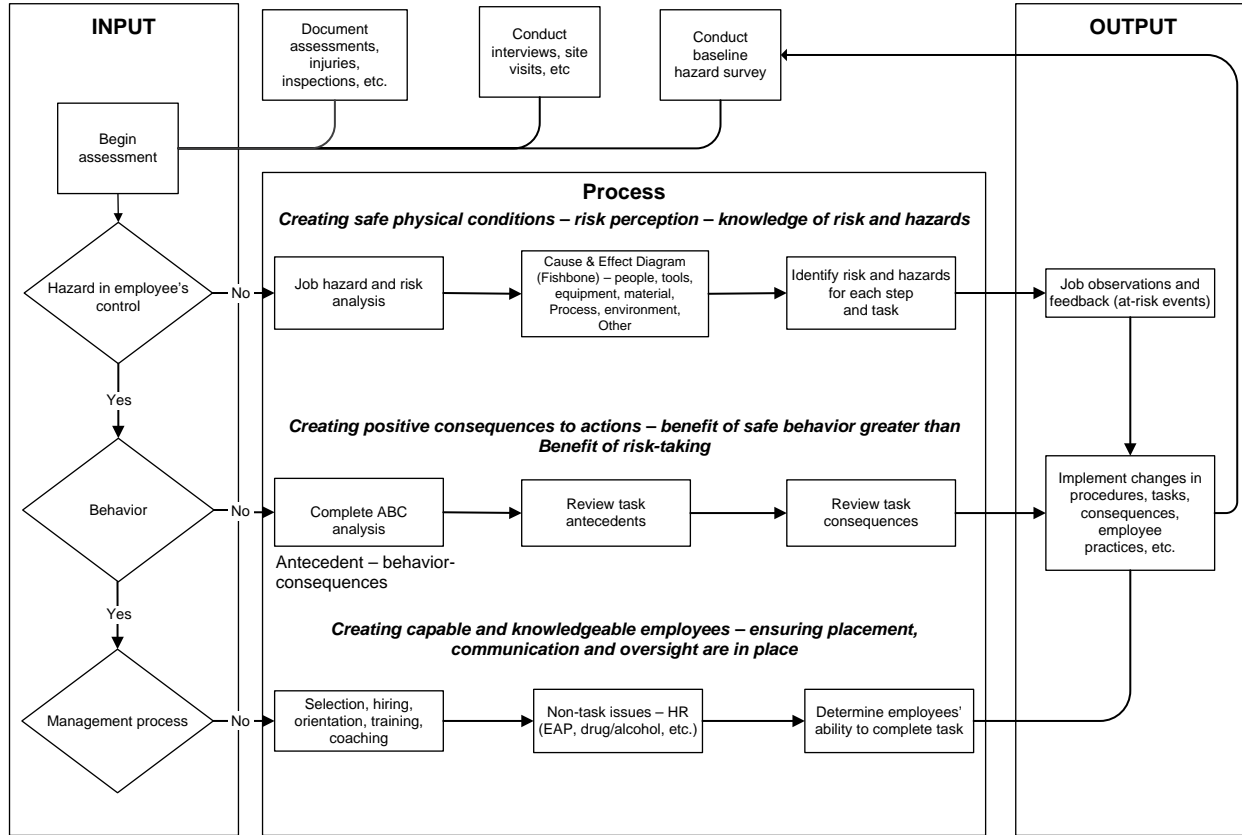 INPUT
Document
assessments,
injuries,
inspections, etc.
Conduct
interviews, site
visits, etc
Conduct
baseline
hazard survey
OUTPUT
Begin
assessment
Process
Creating safe physical conditions – risk perception – knowledge of risk and hazards
Hazard in employee's
control
No
Job hazard and risk
analysis
Cause & Effect Diagram
(Fishbone) – people, tools,
equipment, material,
Process, environment,
Other
Identify risk and hazards
for each step
and task
Job observations and
feedback (at-risk events)
Yes
Creating positive consequences to actions – benefit of safe behavior greater than
Benefit of risk-taking
Behavior
No
Complete ABC
analysis
Review task
antecedents
Review task
consequences
Implement changes in
procedures, tasks,
consequences,
employee
practices, etc.
Antecedent – behavior-
consequences
Yes
Creating capable and knowledgeable employees – ensuring placement,
communication and oversight are in place
Management process
No
Selection, hiring,
orientation, training,
coaching
Non-task issues – HR
(EAP, drug/alcohol, etc.)
Determine employees'
ability to complete task